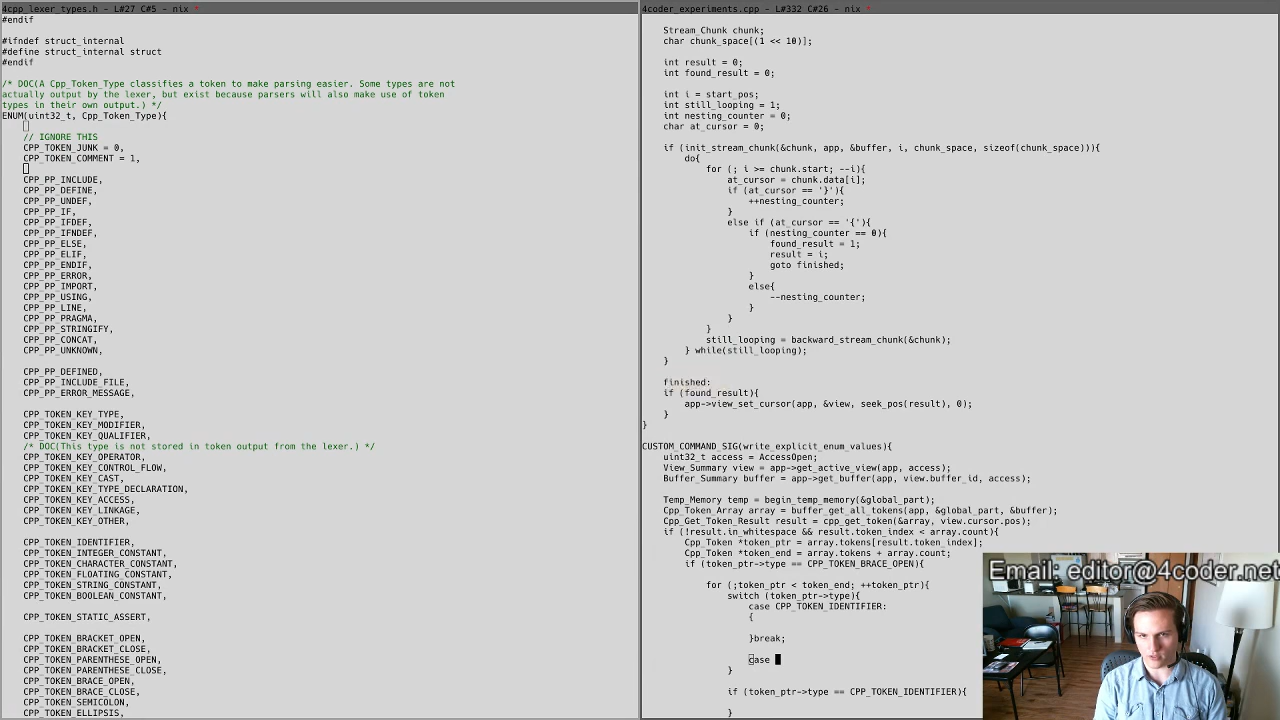 4cpp_lexer_types.h - L#27 C#5 - nix *
#endif
#ifndef struct_internal
#define struct_internal struct
#endif
/* DOC(A Cpp_Token_Type classifies a token to make parsing easier. Some types are not
actually output by the lexer, but exist because parsers will also make use of token
types in their own output.) */
ENUM(uint32_t, Cpp_Token_Type){
// IGNORE THIS
CPP_TOKEN_JUNK = 0,
CPP_TOKEN_COMMENT = 1,
CPP_PP_INCLUDE,
CPP_PP_DEFINE,
CPP_PP_UNDEF,
CPP_PP_IF,
CPP_PP_IFDEF,
CPP_PP_IFNDEF,
CPP_PP_ELSE,
CPP_PP_ELIF,
CPP_PP_ENDIF,
CPP_PP_ERROR,
CPP_PP_IMPORT,
CPP_PP_USING,
CPP_PP_LINE,
CPP_PP_PRAGMA,
CPP_PP_STRINGIFY,
CPP_PP_CONCAT,
CPP_PP_UNKNOWN,
CPP_PP_DEFINED,
CPP_PP_INCLUDE_FILE,
CPP_PP_ERROR_MESSAGE,
CPP_TOKEN_KEY_TYPE,
CPP_TOKEN_KEY_MODIFIER,
CPP_TOKEN_KEY_QUALIFIER,
/* DOC(This type is not stored in token output from the lexer.) */
CPP_TOKEN_KEY_OPERATOR,
CPP_TOKEN_KEY_CONTROL_FLOW,
CPP_TOKEN_KEY_CAST,
CPP_TOKEN_KEY_TYPE_DECLARATION,
CPP_TOKEN_KEY_ACCESS,
CPP_TOKEN_KEY_LINKAGE,
CPP_TOKEN_KEY_OTHER,
CPP_TOKEN_IDENTIFIER,
CPP_TOKEN_INTEGER_CONSTANT,
CPP_TOKEN_CHARACTER_CONSTANT,
CPP_TOKEN_FLOATING_CONSTANT,
CPP_TOKEN_STRING_CONSTANT,
CPP_TOKEN_BOOLEAN_CONSTANT,
CPP_TOKEN_STATIC_ASSERT,
CPP_TOKEN_BRACKET_OPEN,
CPP_TOKEN_BRACKET_CLOSE,
CPP_TOKEN_PARENTHESE_OPEN,
CPP_TOKEN_PARENTHESE_CLOSE,
CPP_TOKEN_BRACE_OPEN,
CPP_TOKEN_BRACE_CLOSE,
CPP_TOKEN_SEMICOLON,
CPP_TOKEN_ELLIPSIS,
4coder_experiments.cpp - L#332 C#26 - nix *
Stream_Chunk chunk;
char chunk_space[(1 << 10)];
int result = 0;
int found_result = 0;
int i = start_pos;
int still_looping = 1;
int nesting_counter = 0;
char at_cursor = 0;
if (init_stream_chunk(&chunk, app, &buffer, i, chunk_space, sizeof(chunk_space))){
do{
for (; i >= chunk.start; --i){
at_cursor = chunk.data[i];
if (at_cursor == '}'){
++nesting_counter;
}
else if (at_cursor == '{'){
if (nesting_counter == 0){
found_result = 1;
result = i;
goto finished;
}
else{
--nesting_counter;
}
}
}
still_looping = backward_stream_chunk(&chunk);
} while(still_looping);
}
finished:
if (found_result){
app->view_set_cursor(app, &view, seek_pos(result), 0);
}
}
CUSTOM_COMMAND_SIG(write_explicit_enum_values){
uint32_t access = AccessOpen;
View_Summary view = app->get_active_view(app, access);
Buffer_Summary buffer = app->get_buffer(app, view.buffer_id, access);
Temp_Memory temp = begin_temp_memory(&global_part);
Cpp_Token_Array array = buffer_get_all_tokens(app, &global_part, &buffer);
Cpp_Get_Token_Result result = cpp_get_token(&array, view.cursor.pos);
if (!result.in_whitespace && result.token_index < array.count){
Cpp_Token *token_ptr = array.tokens[result.token_index];
Cpp_Token *token_end = array.tokens + array.count;
if (token_ptr->type == CPP_TOKEN_BRACE_OPEN){
for (;token_ptr < token_end; ++token_ptr){
switch (token_ptr->type){
case CPP_TOKEN_IDENTIFIER:
{
}break;
case
}
if (token_ptr->type == CPP_TOKEN_IDENTIFIER){
}
Email: editor@4coder.net